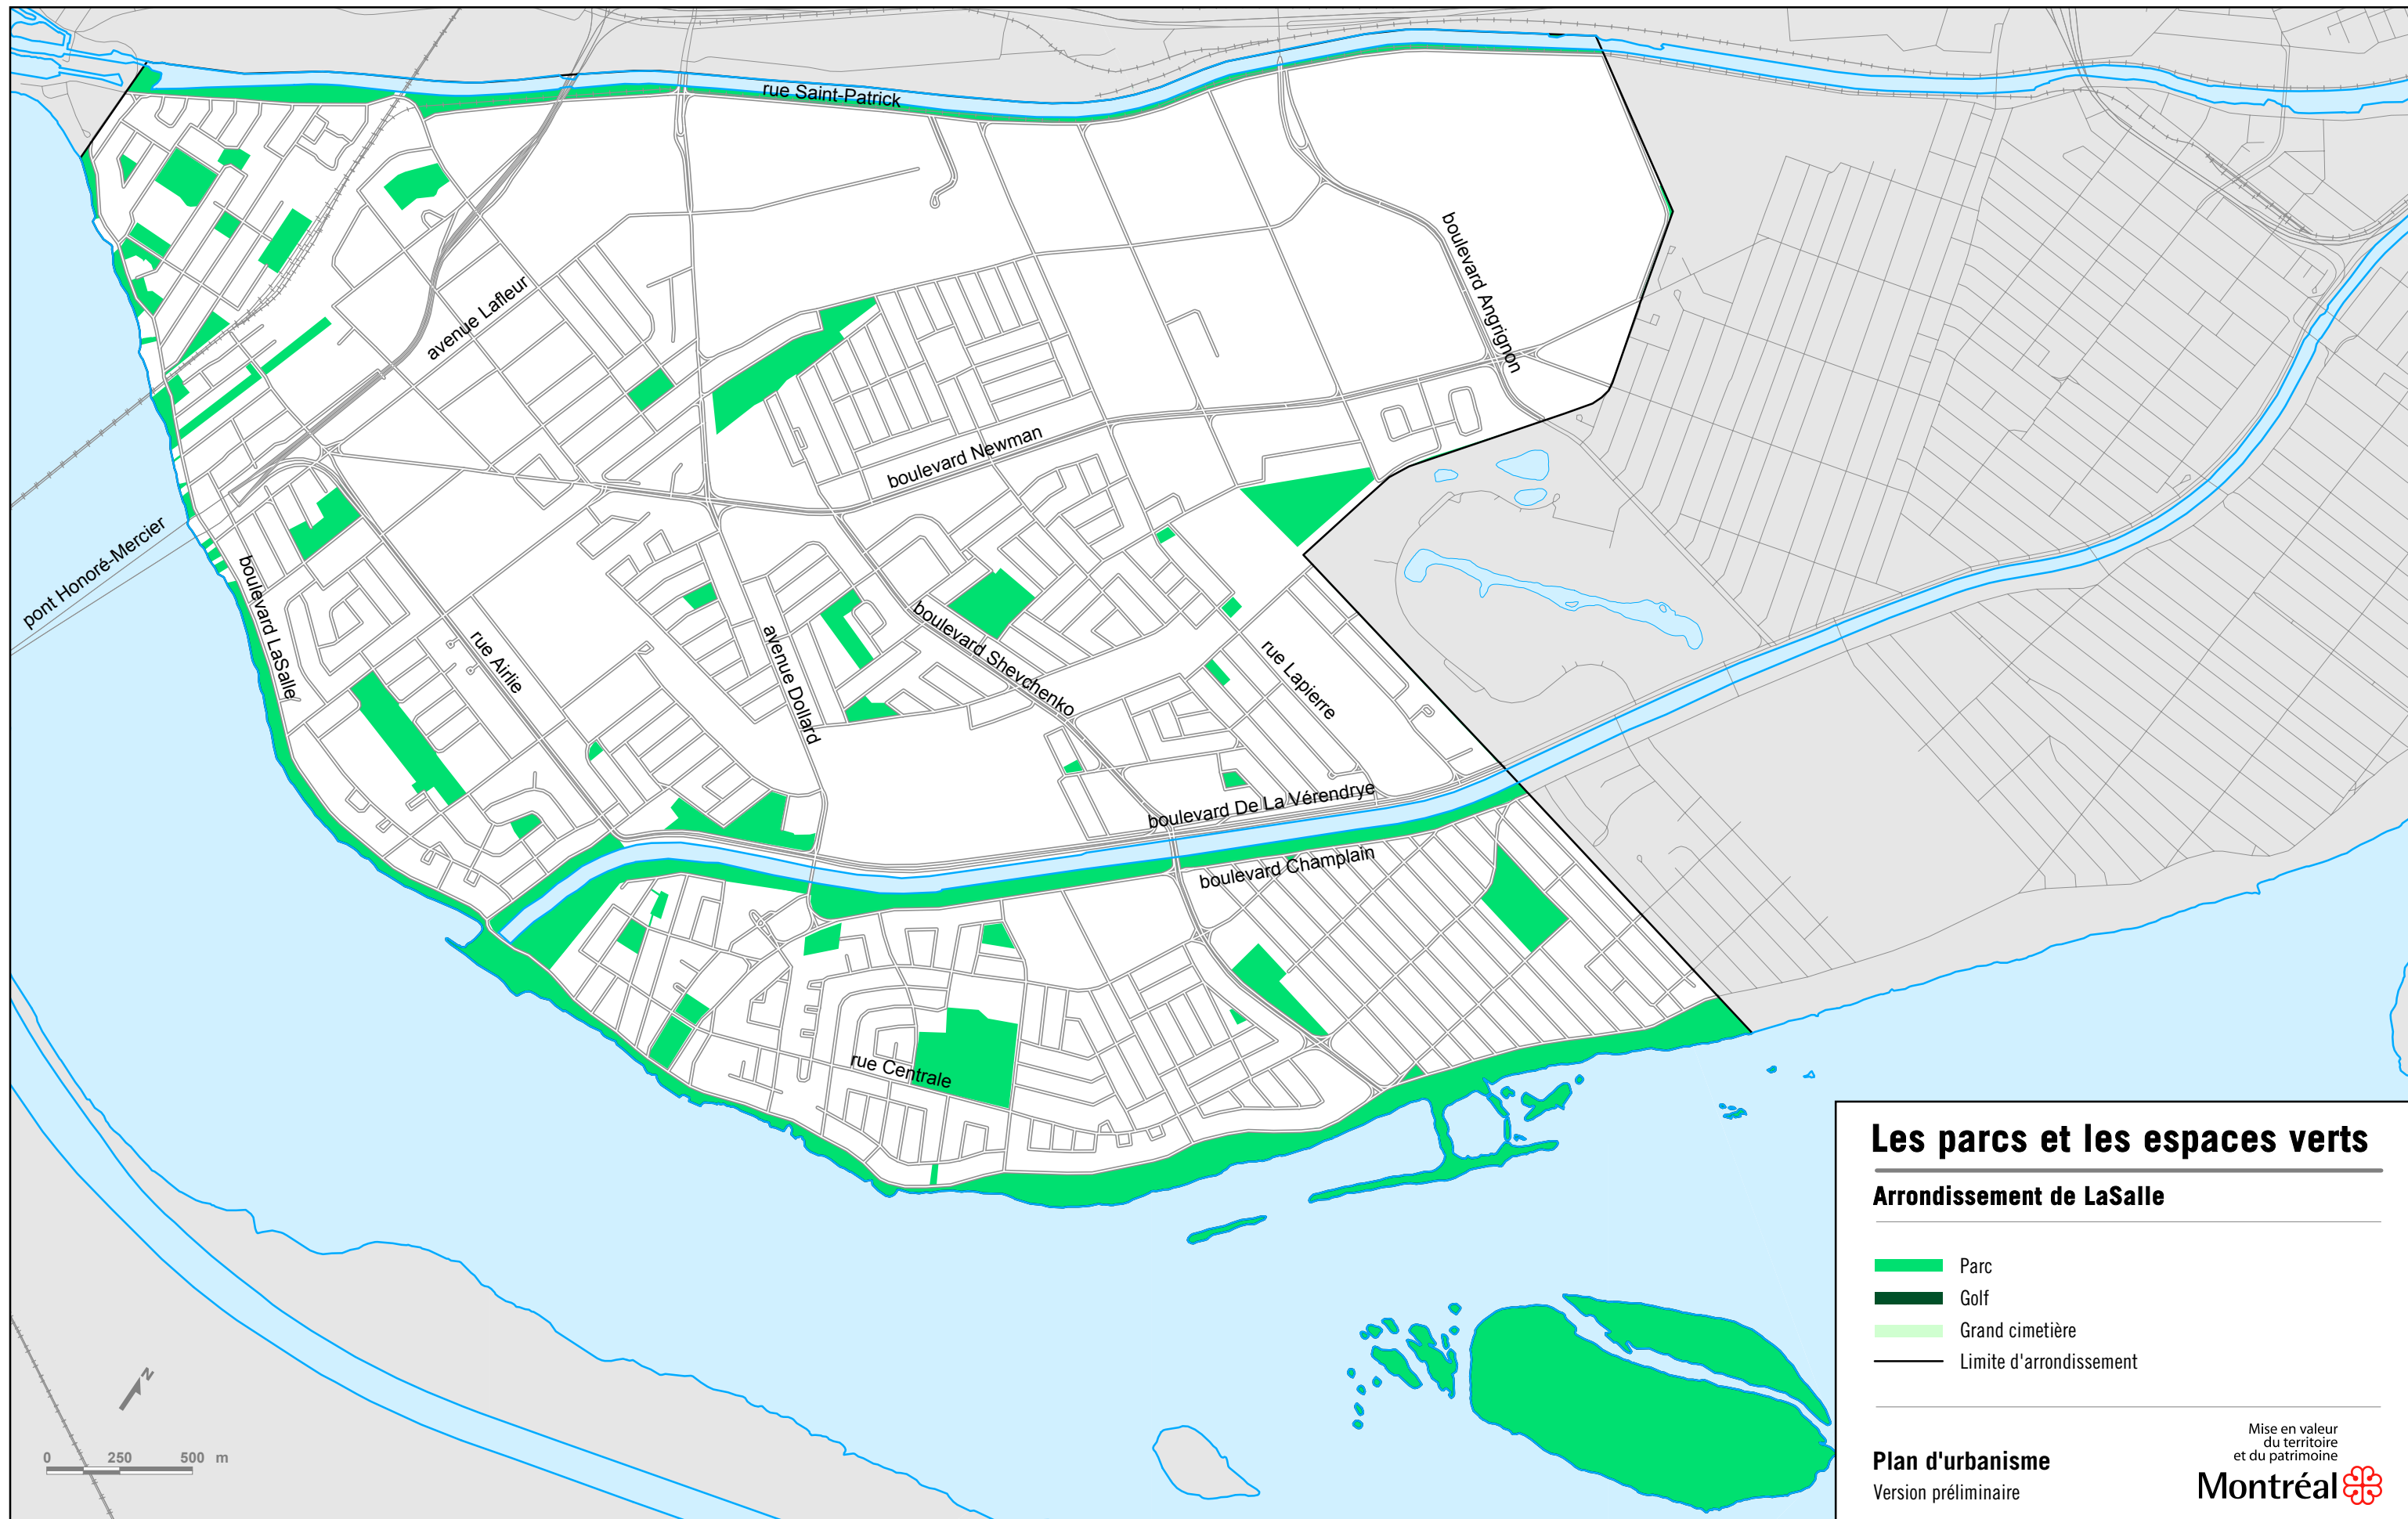 rue Saint-Patrick
boulevard Angrignon
avenue Lafleur
boulevard Newman
pont Honoré-Mercier
boulevard LaSalle
rue Airlie
avenue Dollard
boulevard Shevchenko
rue Lapierre
boulevard De La Vérendrye
boulevard Champlain
rue Centrale
N
0 250 500 m
Les parcs et les espaces verts
Arrondissement de LaSalle
Parc
Golf
Grand cimetière
Limite d'arrondissement
Plan d'urbanisme
Version préliminaire
Mise en valeur
du territoire
et du patrimoine
Montréal